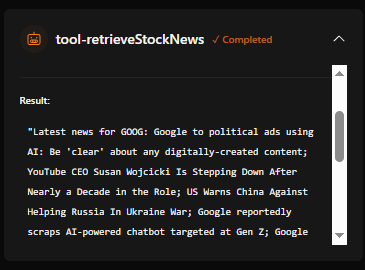 tool-retrieveStockNews ✓ Completed
Result:
"Latest news for GOOG: Google to political ads using
AI: Be 'clear' about any digitally-created content;
YouTube CEO Susan Wojcicki Is Stepping Down After
Nearly a Decade in the Role; US Warns China Against
Helping Russia In Ukraine War; Google reportedly
scraps AI-powered chatbot targeted at Gen Z; Google